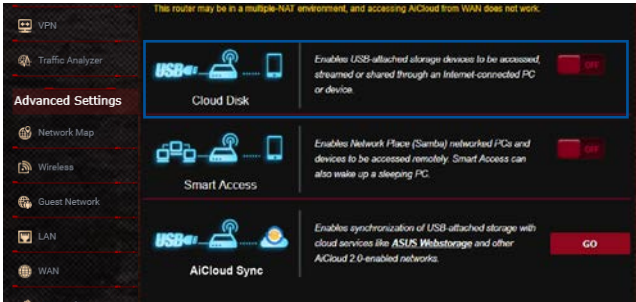 This router may be in a multiple-NAT environment, and accessing AiCloud from WAN does not work.
VPN
Traffic Analyzer
Advanced Settings
Network Map
Wireless
Guest Network
LAN
WAN
USB
Cloud Disk
Enables USB-attached storage devices to be accessed,
streamed or shared through an Internet-connected PC
or device.
OFF
Smart Access
Enables Network Place (Samba) networked PCs and
devices to be accessed remotely. Smart Access can
also wake up a sleeping PC.
OFF
USB
AiCloud Sync
Enables synchronization of USB-attached storage with
cloud services like ASUS Webstorage and other
AiCloud 2.0-enabled networks.
GO